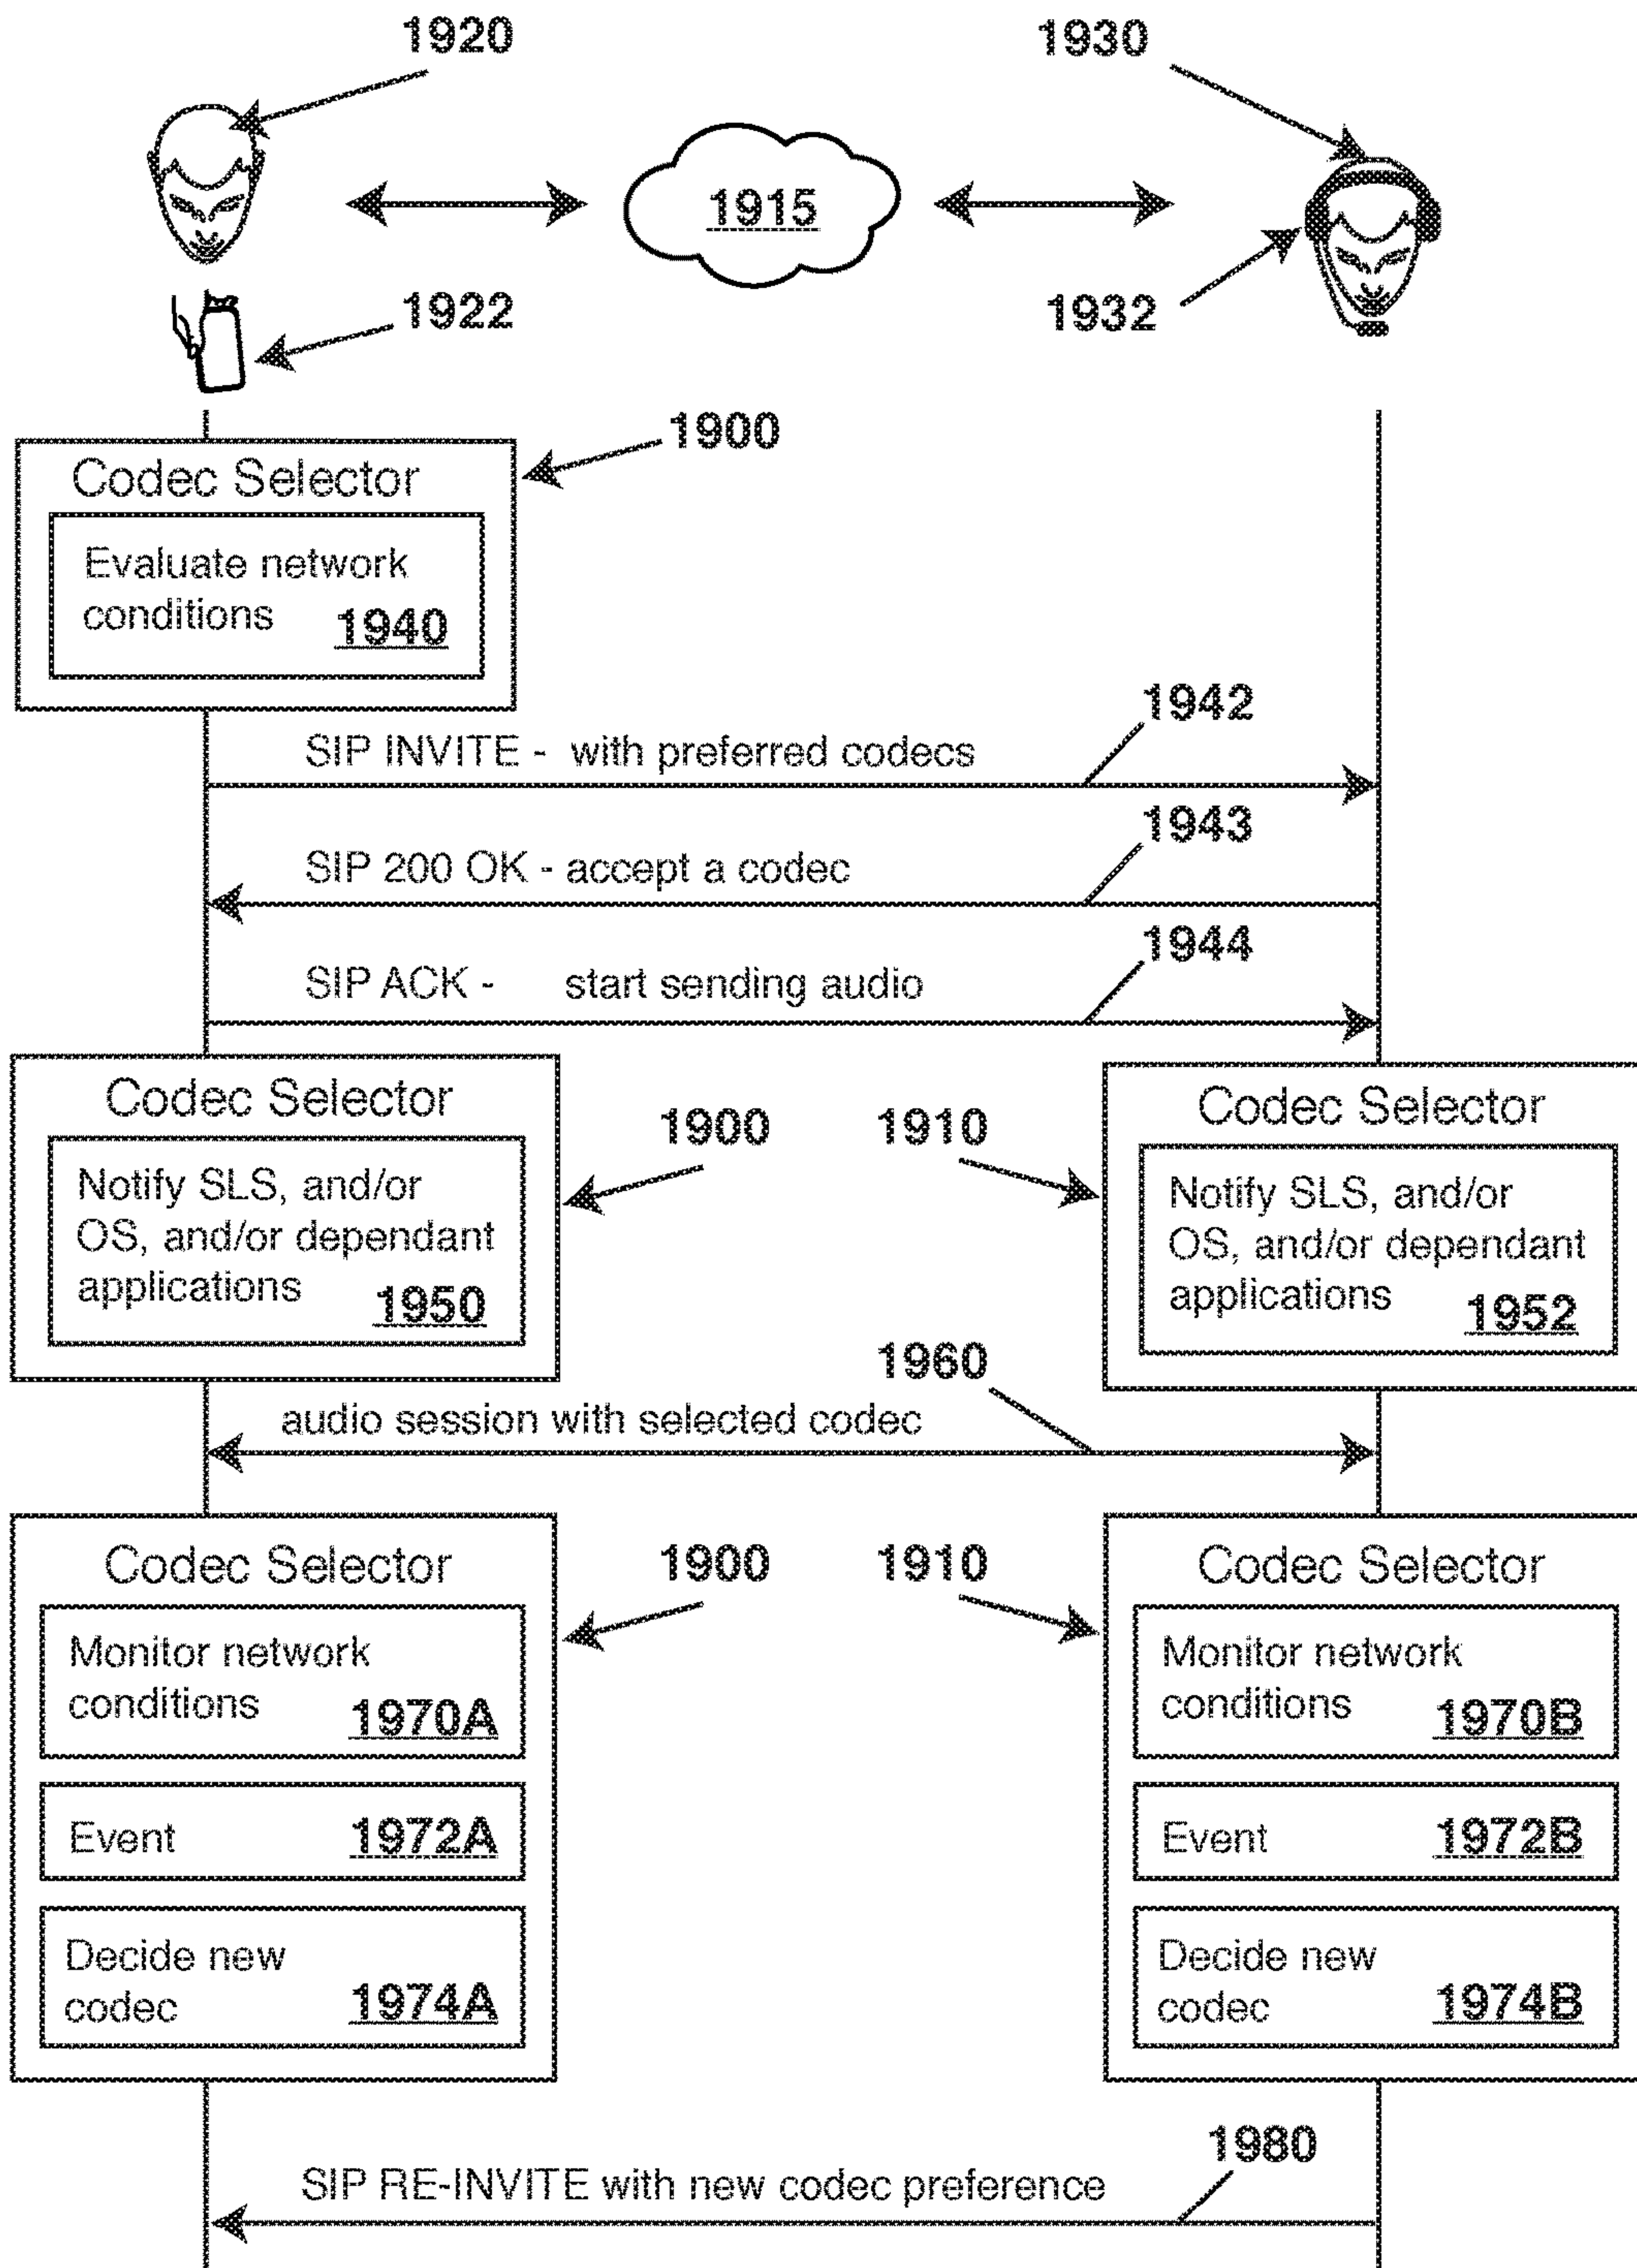 1920
1930
1915
1922
1932
1900
Codec Selector
Evaluate network
conditions 1940
1942
SIP INVITE - with preferred codecs
1943
SIP 200 OK - accept a codec
1944
SIP ACK - start sending audio
Codec Selector
Notify SLS, and/or
OS, and/or dependant
applications 1950
1900
1910
Codec Selector
Notify SLS, and/or
OS, and/or dependant
applications 1952
1960
audio session with selected codec
Codec Selector
Monitor network
conditions 1970A
Event 1972A
Decide new
codec 1974A
1900
1910
Codec Selector
Monitor network
conditions 1970B
Event 1972B
Decide new
codec 1974B
1980
SIP RE-INVITE with new codec preference